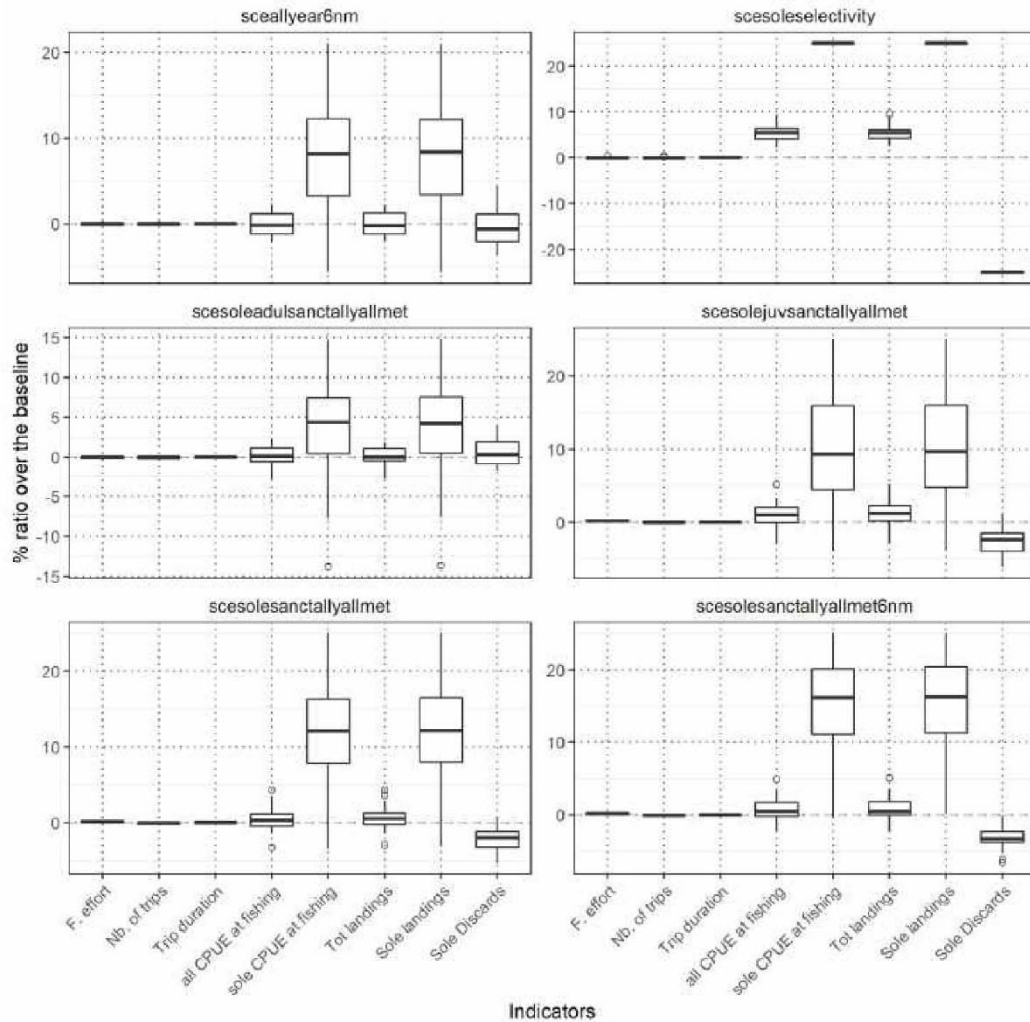 sceallyear6nm
scesoleselectivity
20
10
0
20
10
0
-10
-20
scesoleadulsanctallyallmet
scesolejuvsanctallyallmet
15
10
5
0
-5
-10
-15
20
10
0
scesolesanctallyallmet
scesolesanctallyallmet6nm
20
10
0
20
10
0
% ratio over the baseline
F. effort
Nb. of trips
Trip duration
all CPUE at fishing
sole CPUE at fishing
Tot landings
Sole landings
Sole Discards
F. effort
Nb. of trips
Trip duration
all CPUE at fishing
sole CPUE at fishing
Tot landings
Sole landings
Sole Discards
Indicators